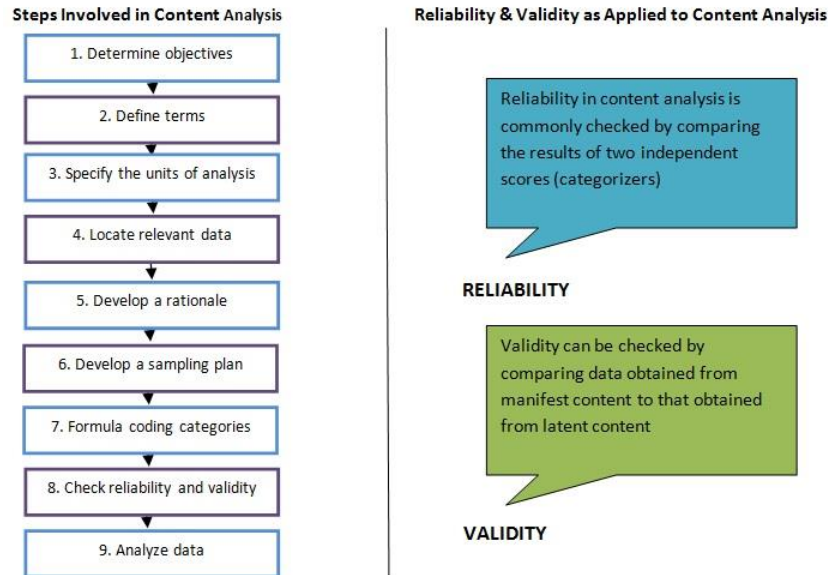 Steps Involved in Content Analysis
1. Determine objectives
2. Define terms
3. Specify the units of analysis
4. Locate relevant data
5. Develop a rationale
6. Develop a sampling plan
7. Formula coding categories
8. Check reliability and validity
9. Analyze data
Reliability & Validity as Applied to Content Analysis
Reliability in content analysis is
commonly checked by comparing
the results of two independent
scores (categorizers)
RELIABILITY
Validity can be checked by
comparing data obtained from
manifest content to that obtained
from latent content
VALIDITY